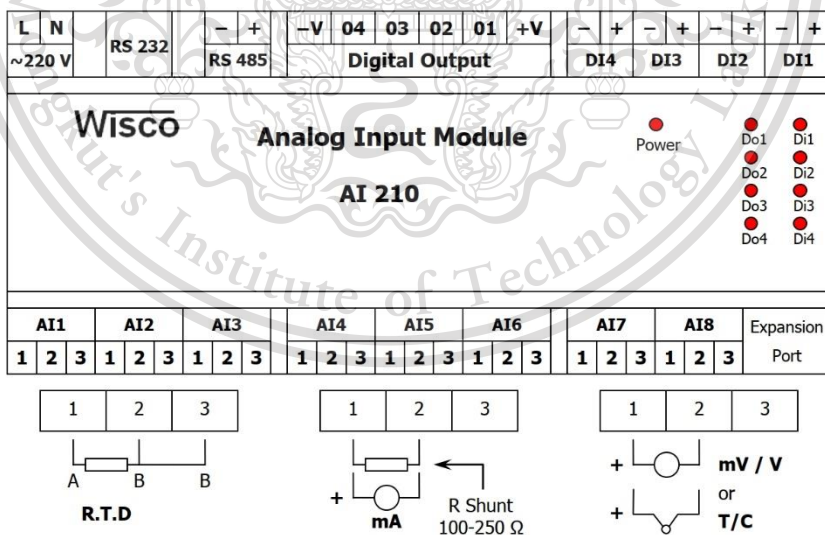 L N RS 232 - + -V 04 03 02 01 +V - + - + - + - +
~220 V RS 485 Digital Output DI4 DI3 DI2 DI1
Wisco
Analog Input Module
AI 210
Power
Do1 Di1
Do2 Di2
Do3 Di3
Do4 Di4
Institute of Technology
AI1 AI2 AI3 AI4 AI5 AI6 AI7 AI8 Expansion Port
1 2 3 1 2 3 1 2 3 1 2 3 1 2 3 1 2 3 1 2 3 1 2 3
1 2 3
A B B
R.T.D
1 2 3
+
mA
R Shunt
100-250 Ω
1 2 3
+ mV / V
or
+ T/C